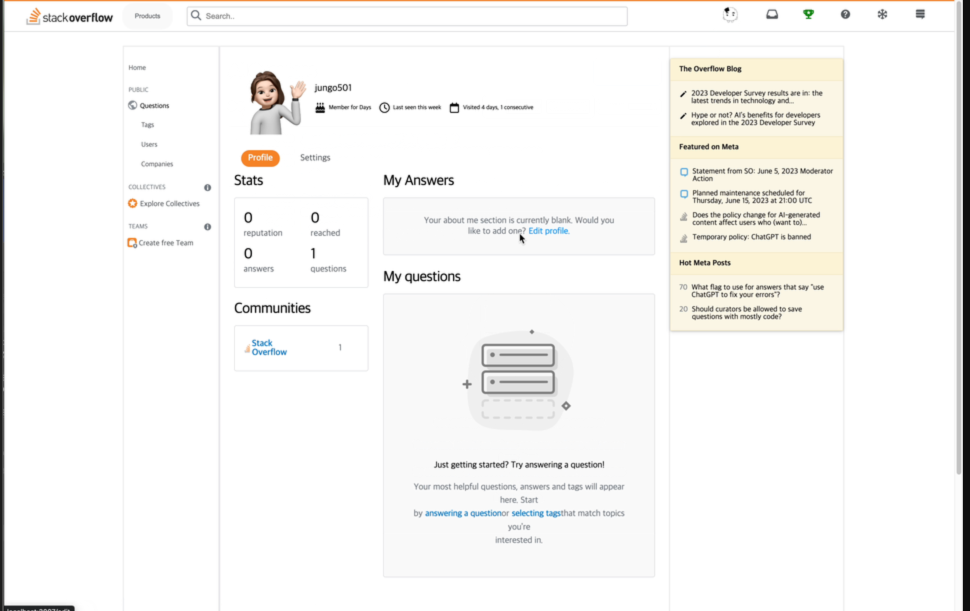 stackoverflow
Products
Search..
Home
PUBLIC
Questions
Tags
Users
Companies
COLLECTIVES
Explore Collectives
TEAMS
Create free Team
jungo501
Member for Days
Last seen this week
Visited 4 days, 1 consecutive
Profile
Settings
Stats
0
reputation
0
reached
0
answers
1
questions
Communities
Stack
Overflow
1
My Answers
Your about me section is currently blank. Would you
like to add one? Edit profile.
My questions
Just getting started? Try answering a question!
Your most helpful questions, answers and tags will appear
here. Start
by answering a questionor selecting tagsthat match topics
you're
interested in.
The Overflow Blog
2023 Developer Survey results are in: the
latest trends in technology and...
Hype or not? AI's benefits for developers
explored in the 2023 Developer Survey
Featured on Meta
Statement from SO: June 5, 2023 Moderator
Action
Planned maintenance scheduled for
Thursday, June 15, 2023 at 21:00 UTC
Does the policy change for AI-generated
content affect users who (want to)...
Temporary policy: ChatGPT is banned
Hot Meta Posts
70 What flag to use for answers that say "use
ChatGPT to fix your errors"?
20 Should curators be allowed to save
questions with mostly code?